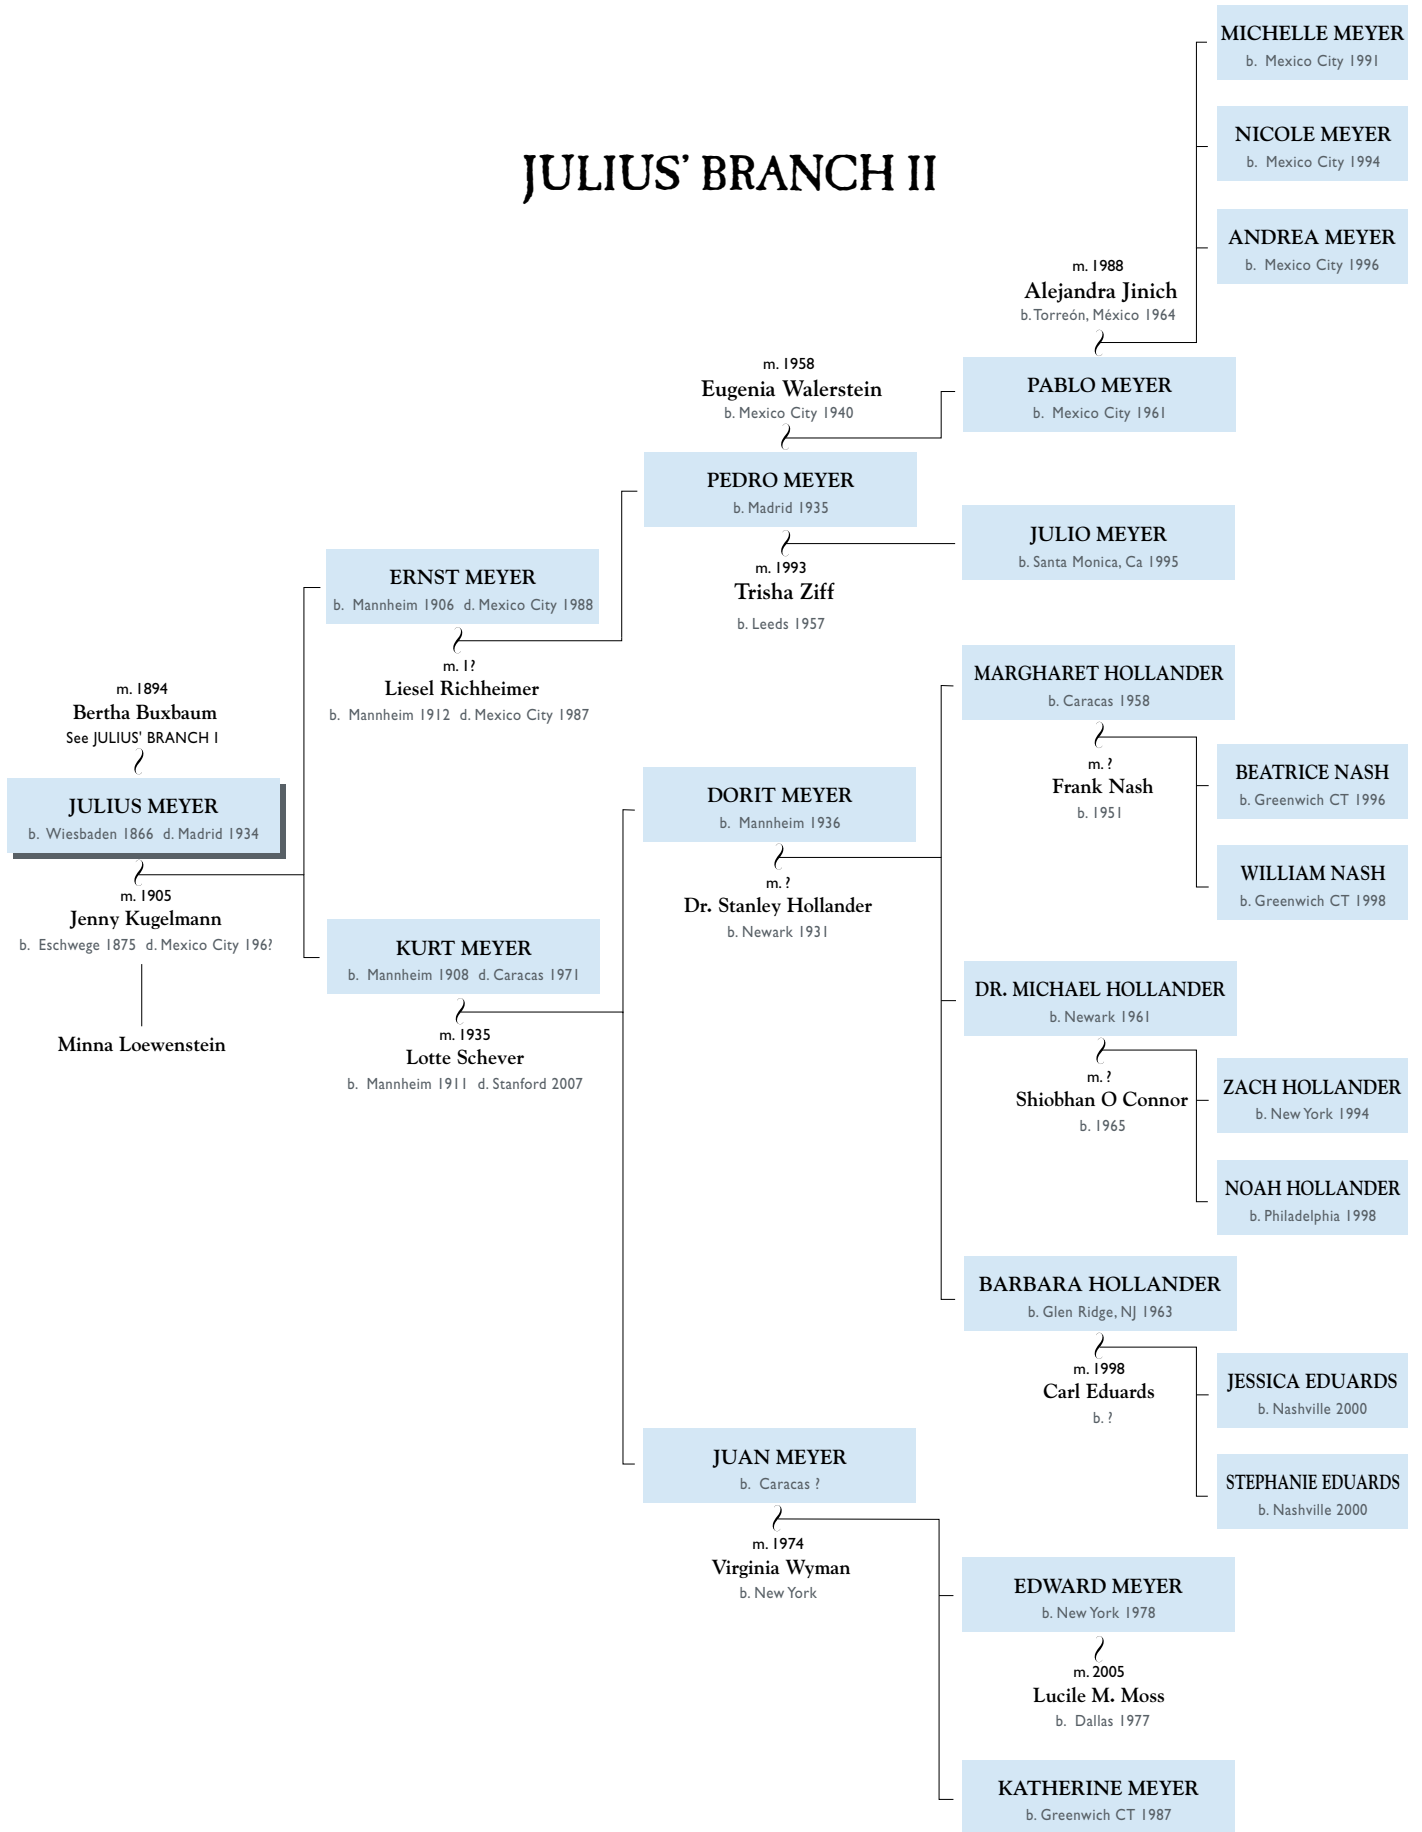 JULIUS' BRANCH II
m. 1894
Bertha Buxbaum
See JULIUS' BRANCH I
JULIUS MEYER
b. Wiesbaden 1866 d. Madrid 1934
m. 1905
Jenny Kugelmann
b. Eschwege 1875 d. Mexico City 196?
Minna Loewenstein
ERNST MEYER
b. Mannheim 1906 d. Mexico City 1988
m. 1?
Liesel Richheimer
b. Mannheim 1912 d. Mexico City 1987
KURT MEYER
b. Mannheim 1908 d. Caracas 1971
m. 1935
Lotte Schever
b. Mannheim 1911 d. Stanford 2007
m. 1958
Eugenia Walerstein
b. Mexico City 1940
PEDRO MEYER
b. Madrid 1935
m. 1993
Trisha Ziff
b. Leeds 1957
DORIT MEYER
b. Mannheim 1936
m. ?
Dr. Stanley Hollander
b. Newark 1931
JUAN MEYER
b. Caracas ?
m. 1974
Virginia Wyman
b. New York
m. 1988
Alejandra Jinich
b. Torreón, México 1964
PABLO MEYER
b. Mexico City 1961
JULIO MEYER
b. Santa Monica, Ca 1995
MARGHARET HOLLANDER
b. Caracas 1958
m. ?
Frank Nash
b. 1951
DR. MICHAEL HOLLANDER
b. Newark 1961
m. ?
Shiobhan O Connor
b. 1965
BARBARA HOLLANDER
b. Glen Ridge, NJ 1963
m. 1998
Carl Eduards
b. ?
EDWARD MEYER
b. New York 1978
m. 2005
Lucile M. Moss
b. Dallas 1977
KATHERINE MEYER
b. Greenwich CT 1987
MICHELLE MEYER
b. Mexico City 1991
NICOLE MEYER
b. Mexico City 1994
ANDREA MEYER
b. Mexico City 1996
BEATRICE NASH
b. Greenwich CT 1996
WILLIAM NASH
b. Greenwich CT 1998
ZACH HOLLANDER
b. New York 1994
NOAH HOLLANDER
b. Philadelphia 1998
JESSICA EDUARDS
b. Nashville 2000
STEPHANIE EDUARDS
b. Nashville 2000